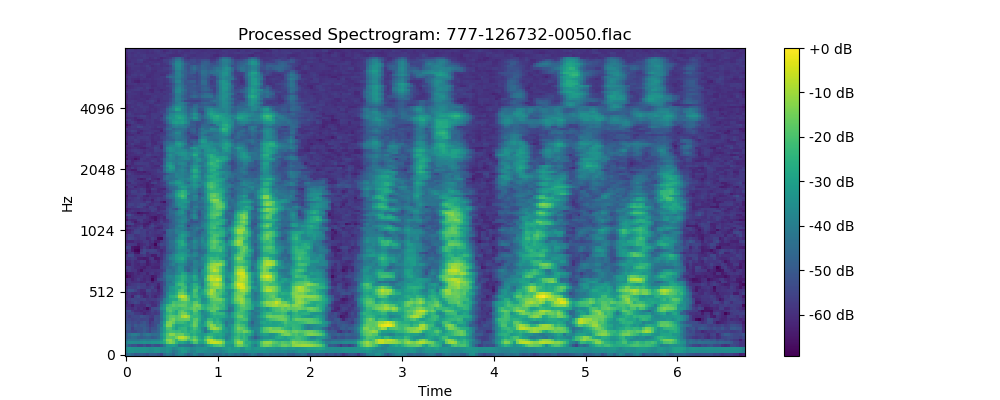 Processed Spectrogram: 777-126732-0050.flac
Hz
4096
2048
1024
512
0
0 1 2 3 4 5 6
Time
+0 dB
-10 dB
-20 dB
-30 dB
-40 dB
-50 dB
-60 dB